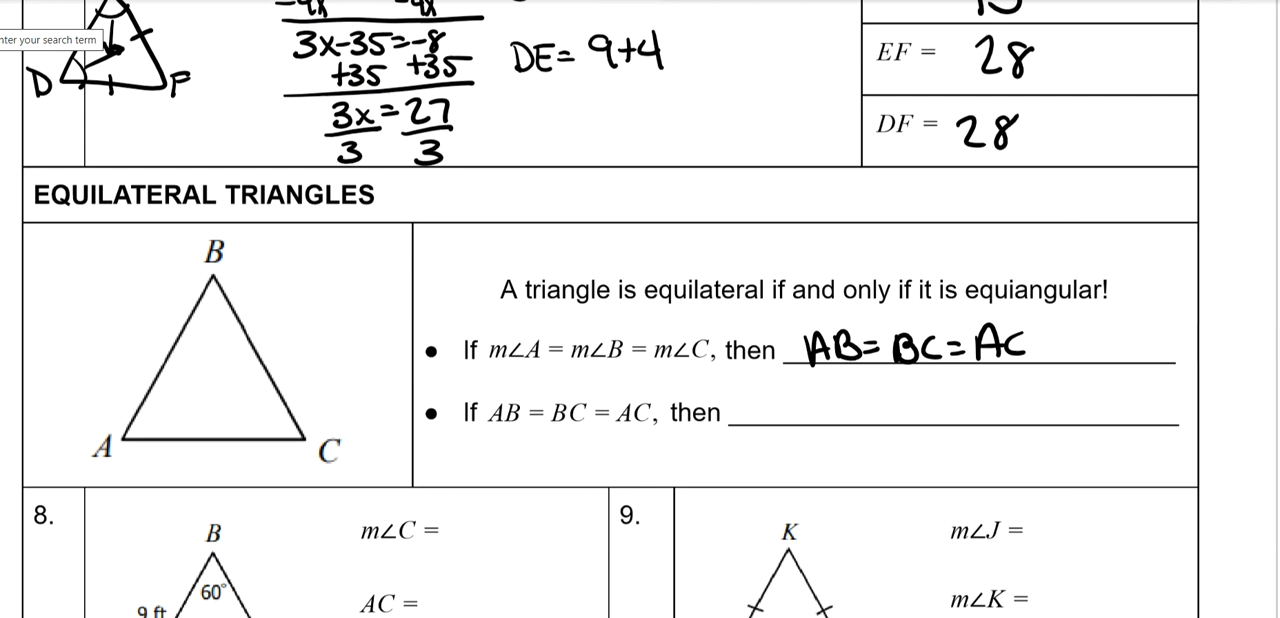 nter your search term
D
F
3x-35=-8
+35 +35
3x=27
3 3
DE= 9+4
EF = 28
DF = 28
EQUILATERAL TRIANGLES
B
A
C
A triangle is equilateral if and only if it is equiangular!
● If m∠A = m∠B = m∠C, then AB= BC= AC
● If AB = BC = AC, then
8.
B
60°
9 ft
m∠C =
AC =
9.
K
m∠J =
m∠K =